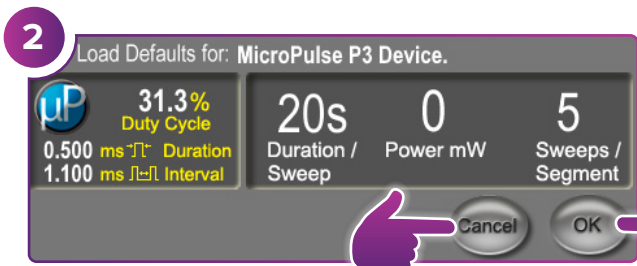 2
Load Defaults for: MicroPulse P3 Device.
µP
31.3%
Duty Cycle
0.500 ms Duration
1.100 ms Interval
20s
Duration /
Sweep
0
Power mW
5
Sweeps /
Segment
Cancel
OK